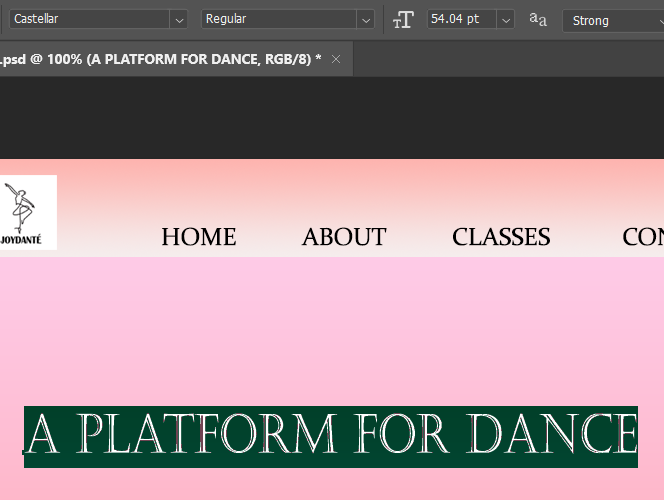 Castellar Regular 54.04 pt aa Strong
.psd @ 100% (A PLATFORM FOR DANCE, RGB/8) *
JOYDANTÉ
HOME ABOUT CLASSES CON
A PLATFORM FOR DANCE